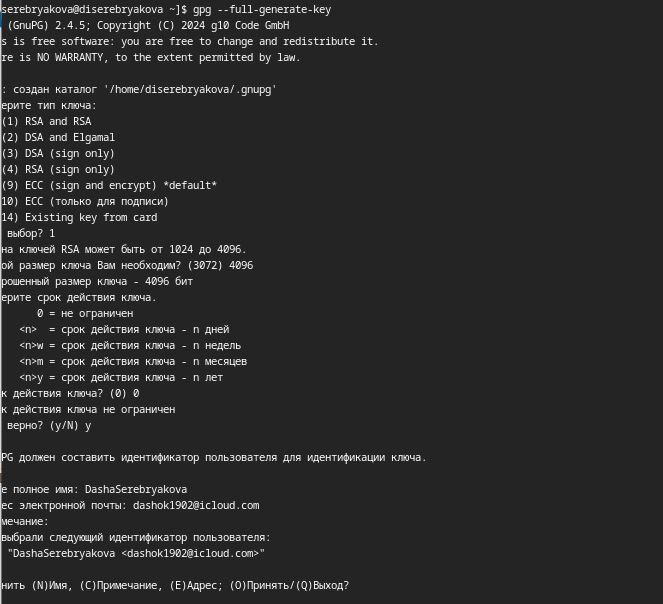 serebryakova@diserebryakova ~]$ gpg --full-generate-key
(GnuPG) 2.4.5; Copyright (C) 2024 g10 Code GmbH
s is free software: you are free to change and redistribute it.
re is NO WARRANTY, to the extent permitted by law.
: создан каталог '/home/diserebryakova/.gnupg'
ерите тип ключа:
(1) RSA and RSA
(2) DSA and Elgamal
(3) DSA (sign only)
(4) RSA (sign only)
(9) ECC (sign and encrypt) *default*
10) ECC (только для подписи)
14) Existing key from card
выбор? 1
на ключей RSA может быть от 1024 до 4096.
ой размер ключа Вам необходим? (3072) 4096
рошенный размер ключа - 4096 бит
ерите срок действия ключа.
0 = не ограничен
<n> = срок действия ключа - n дней
<n>w = срок действия ключа - n недель
<n>m = срок действия ключа - n месяцев
<n>y = срок действия ключа - n лет
к действия ключа? (0) 0
к действия ключа не ограничен
верно? (y/N) y
PG должен составить идентификатор пользователя для идентификации ключа.
е полное имя: DashaSerebryakova
ес электронной почты: dashok1902@icloud.com
мечание:
выбрали следующий идентификатор пользователя:
"DashaSerebryakova <dashok1902@icloud.com>"
нить (N)Имя, (C)Примечание, (E)Адрес; (O)Принять/(Q)Выход?